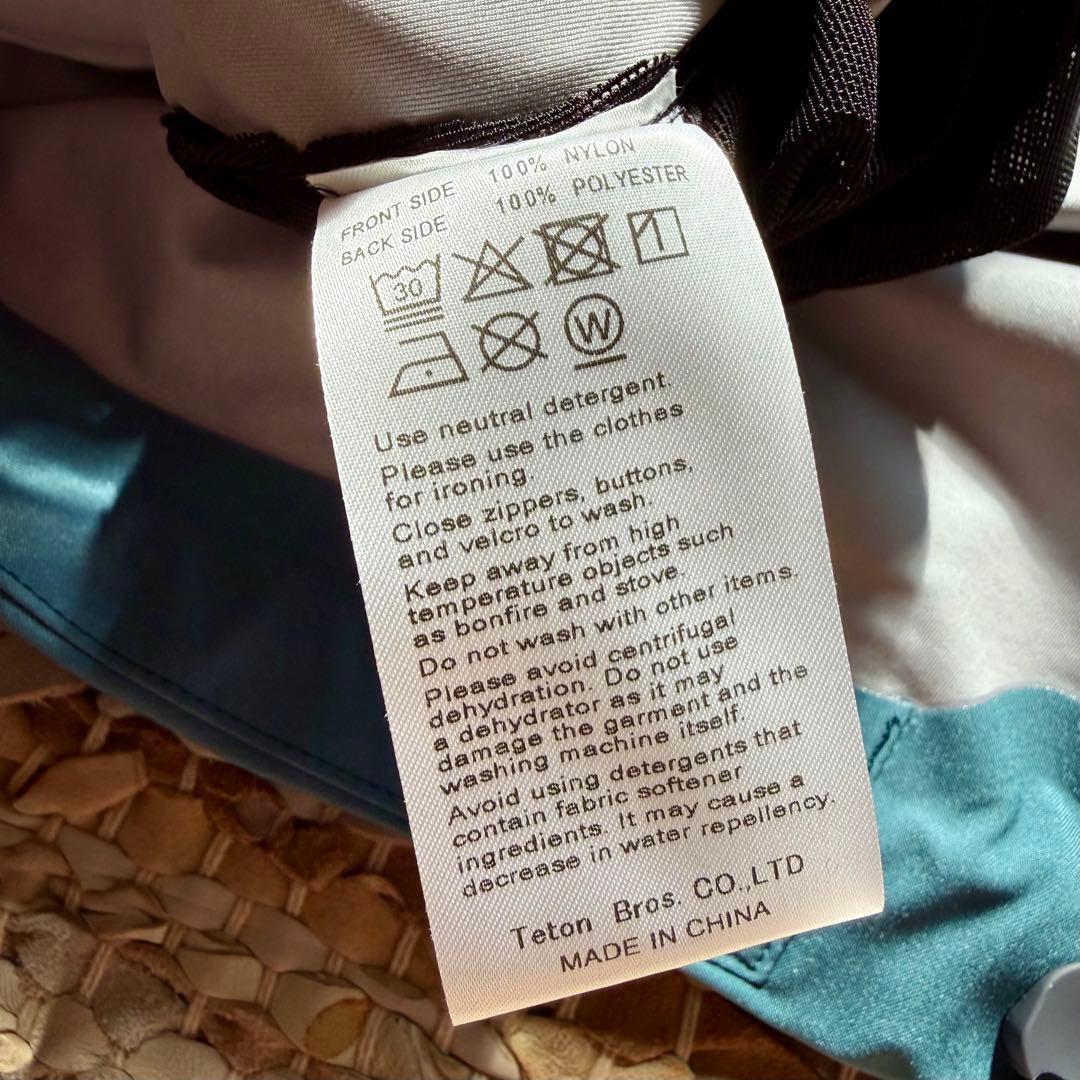 FRONT SIDE 100% NYLON
BACK SIDE 100% POLYESTER
30
W
Use neutral detergent.
Please use the clothes
for ironing.
Close zippers, buttons,
and velcro to wash.
Keep away from high
temperature objects such
as bonfire and stove.
Do not wash with other items.
Please avoid centrifugal
dehydration. Do not use
a dehydrator as it may
damage the garment and the
washing machine itself.
Avoid using detergents that
contain fabric softener
ingredients. It may cause a
decrease in water repellency.
Teton Bros. CO.,LTD
MADE IN CHINA